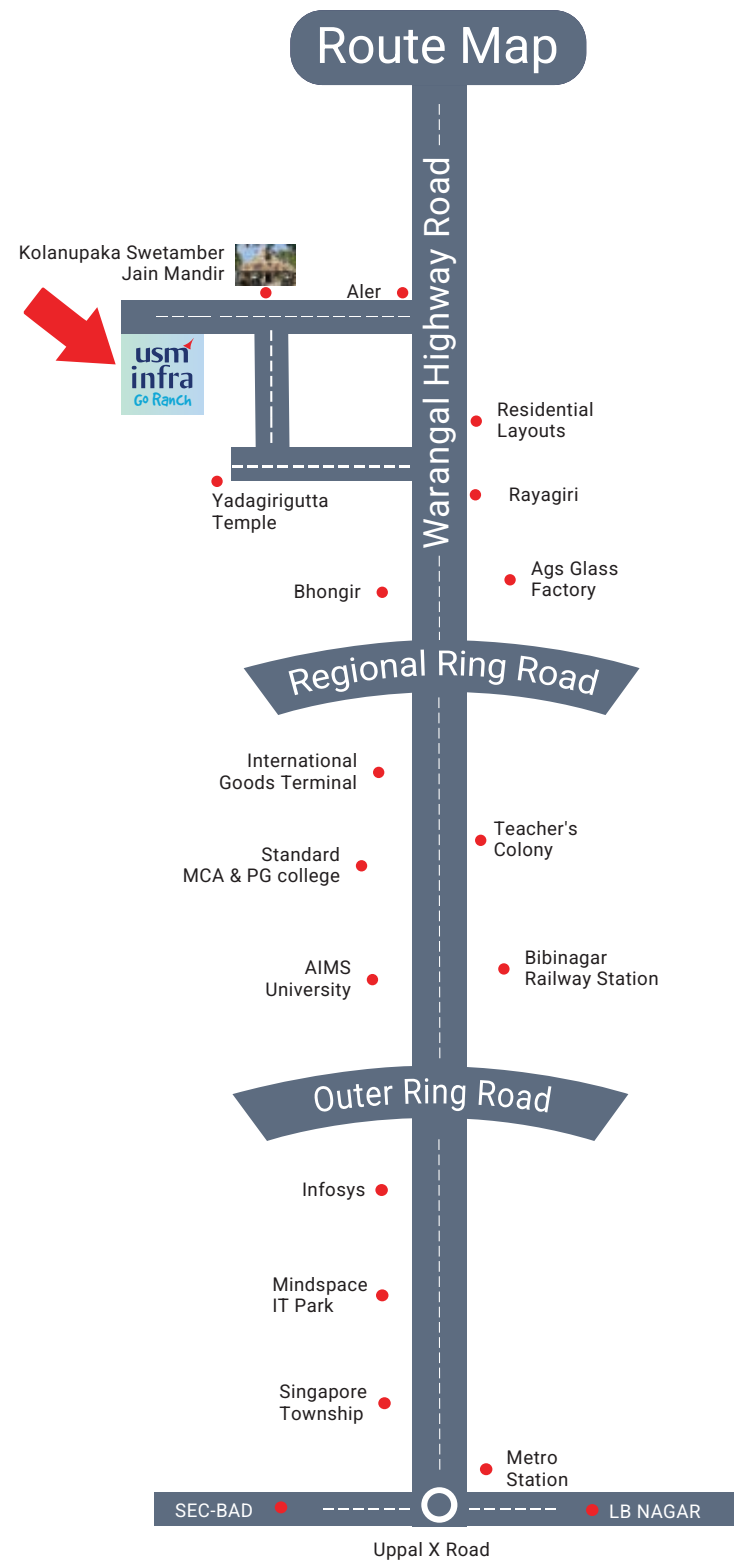 Route Map
Warangal Highway Road
Kolanupaka Swetamber
Jain Mandir
Aler
usm
infra
Go Ranch
Residential
Layouts
Rayagiri
Yadagirigutta
Temple
Ags Glass
Factory
Bhongir
Regional Ring Road
International
Goods Terminal
Teacher's
Colony
Standard
MCA & PG college
Bibinagar
Railway Station
AIMS
University
Outer Ring Road
Infosys
Mindspace
IT Park
Singapore
Township
Metro
Station
SEC-BAD
LB NAGAR
Uppal X Road